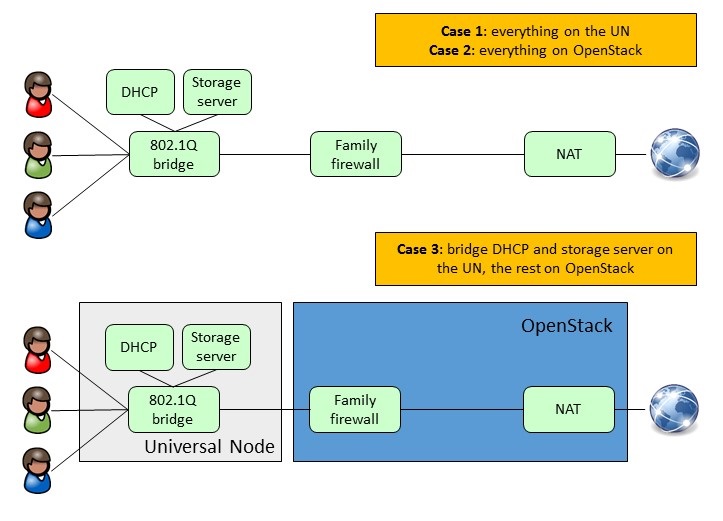 Case 1: everything on the UN
Case 2: everything on OpenStack
DHCP
Storage
server
802.1Q
bridge
Family
firewall
NAT
Case 3: bridge DHCP and storage server on
the UN, the rest on OpenStack
OpenStack
DHCP
Storage
server
802.1Q
bridge
Family
firewall
NAT
Universal Node